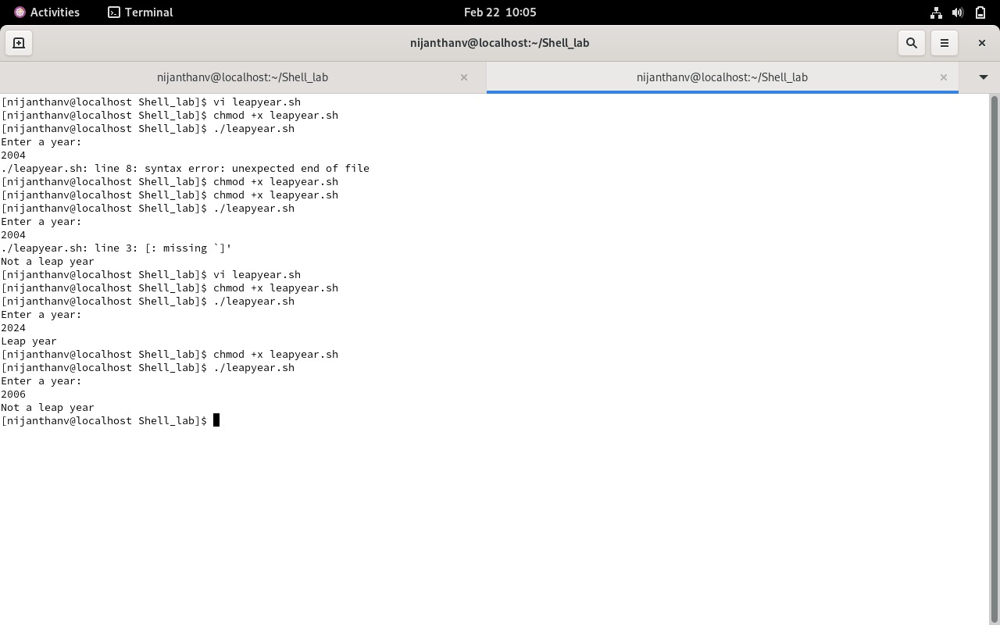 Activities
Terminal
Feb 22 10:05
nijanthanv@localhost:~/Shell_lab
nijanthanv@localhost:~/Shell_lab
nijanthanv@localhost:~/Shell_lab
[nijanthanv@localhost Shell_lab]$ vi leapyear.sh
[nijanthanv@localhost Shell_lab]$ chmod +x leapyear.sh
[nijanthanv@localhost Shell_lab]$ ./leapyear.sh
Enter a year:
2004
./leapyear.sh: line 8: syntax error: unexpected end of file
[nijanthanv@localhost Shell_lab]$ chmod +x leapyear.sh
[nijanthanv@localhost Shell_lab]$ chmod +x leapyear.sh
[nijanthanv@localhost Shell_lab]$ ./leapyear.sh
Enter a year:
2004
./leapyear.sh: line 3: [: missing `]'
Not a leap year
[nijanthanv@localhost Shell_lab]$ vi leapyear.sh
[nijanthanv@localhost Shell_lab]$ chmod +x leapyear.sh
[nijanthanv@localhost Shell_lab]$ ./leapyear.sh
Enter a year:
2024
Leap year
[nijanthanv@localhost Shell_lab]$ chmod +x leapyear.sh
[nijanthanv@localhost Shell_lab]$ ./leapyear.sh
Enter a year:
2006
Not a leap year
[nijanthanv@localhost Shell_lab]$